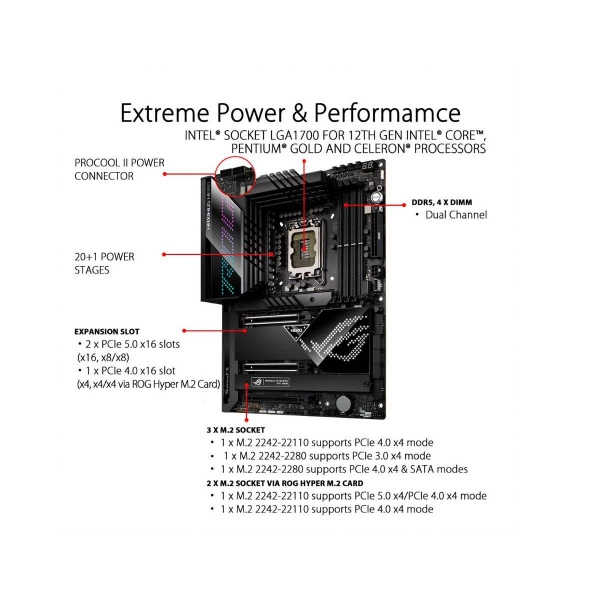 Extreme Power & Performamce
INTEL® SOCKET LGA1700 FOR 12TH GEN INTEL® CORE™,
PENTIUM® GOLD AND CELERON® PROCESSORS
PROCOOL II POWER
CONNECTOR
DDR5, 4 X DIMM
• Dual Channel
20+1 POWER
STAGES
EXPANSION SLOT
• 2 x PCIe 5.0 x16 slots
(x16, x8/x8)
• 1 x PCIe 4.0 x16 slot
(x4, x4/x4 via ROG Hyper M.2 Card)
3 X M.2 SOCKET
• 1 x M.2 2242-22110 supports PCIe 4.0 x4 mode
• 1 x M.2 2242-2280 supports PCIe 3.0 x4 mode
• 1 x M.2 2242-2280 supports PCIe 4.0 x4 & SATA modes
2 X M.2 SOCKET VIA ROG HYPER M.2 CARD
• 1 x M.2 2242-22110 supports PCIe 5.0 x4/PCIe 4.0 x4 mode
• 1 x M.2 2242-22110 supports PCIe 4.0 x4 mode